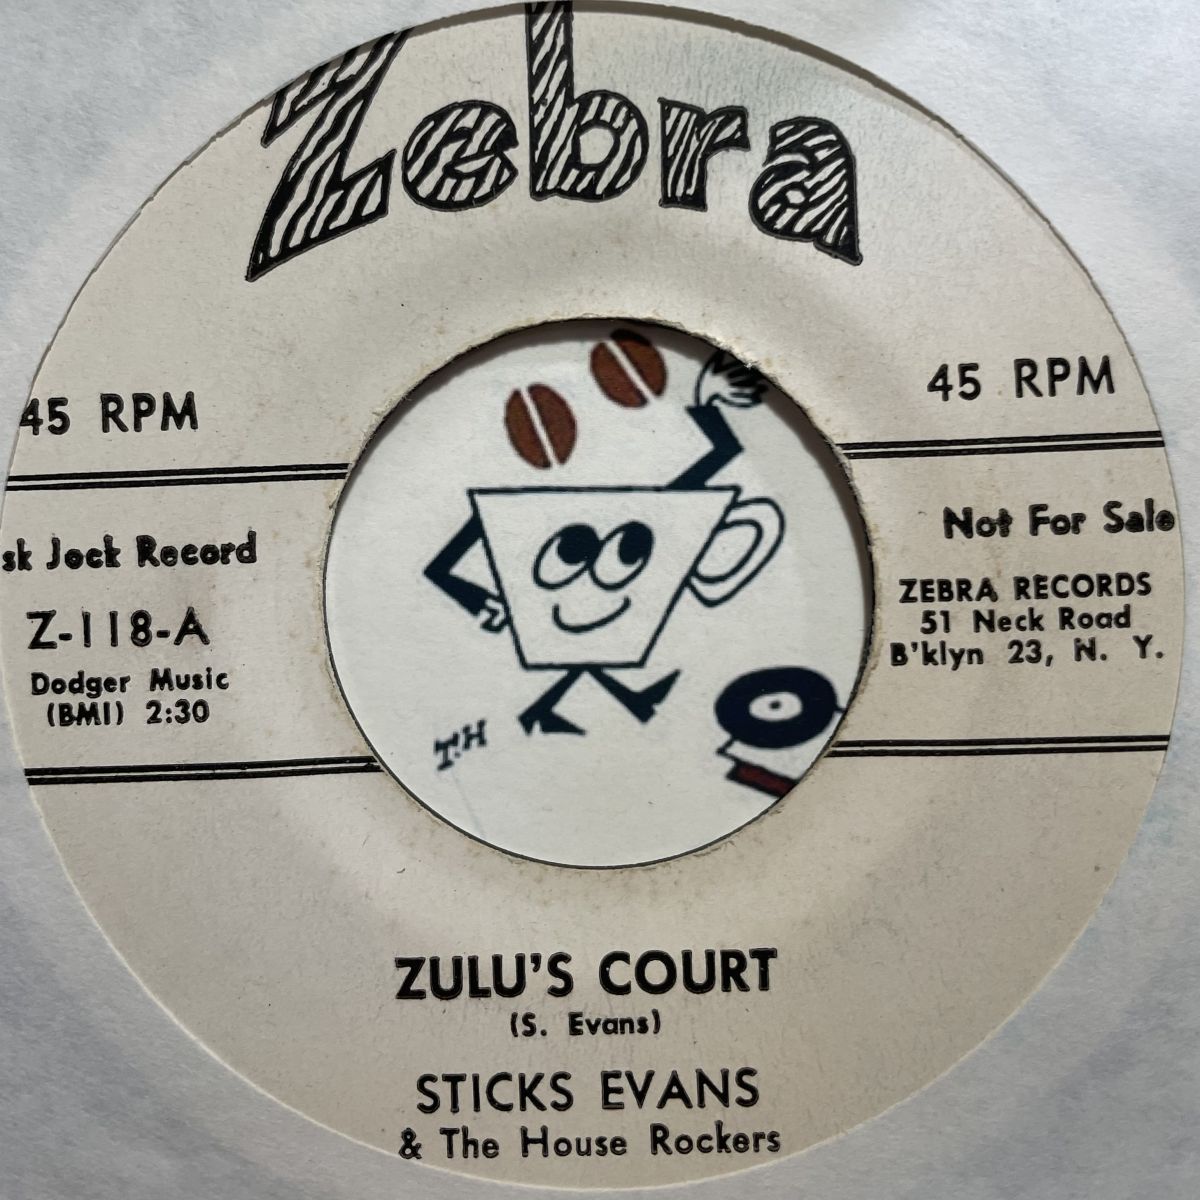 Zebra
45 RPM
45 RPM
sk Jock Record
Z-118-A
Dodger Music
(BMI) 2:30
Not For Sale
ZEBRA RECORDS
51 Neck Road
B'klyn 23, N. Y.
T.H
ZULU'S COURT
(S. Evans)
STICKS EVANS
& The House Rockers